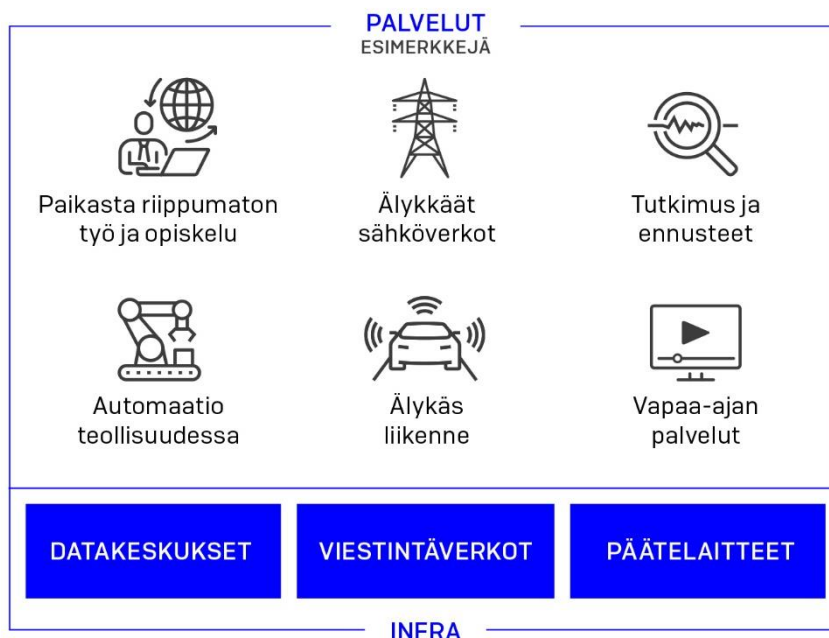 PALVELUT
ESIMERKKEJÄ
Paikasta riippumaton
työ ja opiskelu
Älykkäät
sähköverkot
Tutkimus ja
ennusteet
Automaatio
teollisuudessa
Älykäs
liikenne
Vapaa-ajan
palvelut
DATAKESKUKSET
VIESTINTÄVERKOT
PÄÄTELAITTEET
INFRA